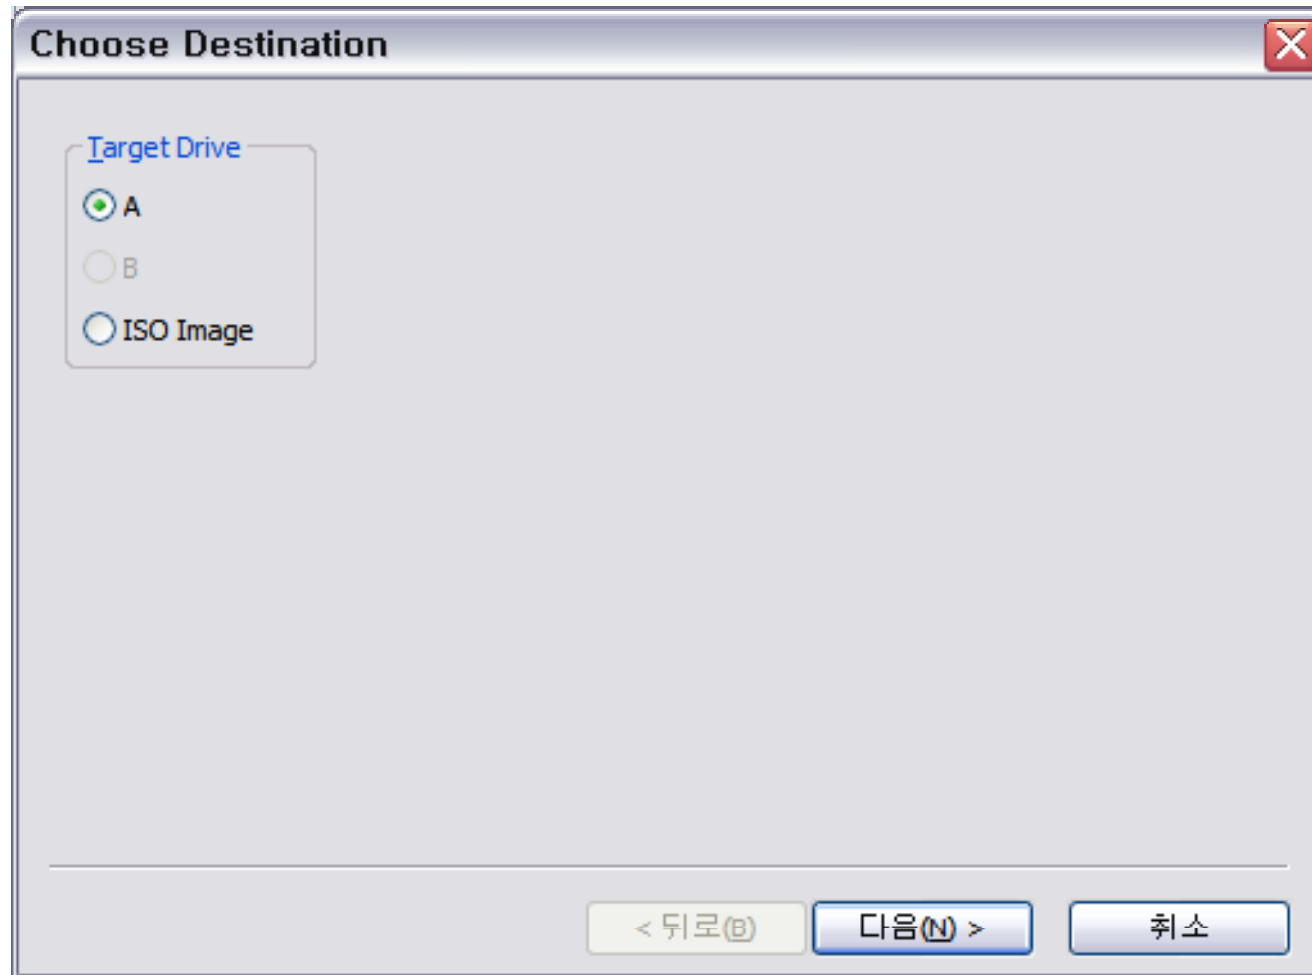 Choose Destination
Target Drive
A
B
ISO Image
< 뒤로(B) 다음(N) > 취소